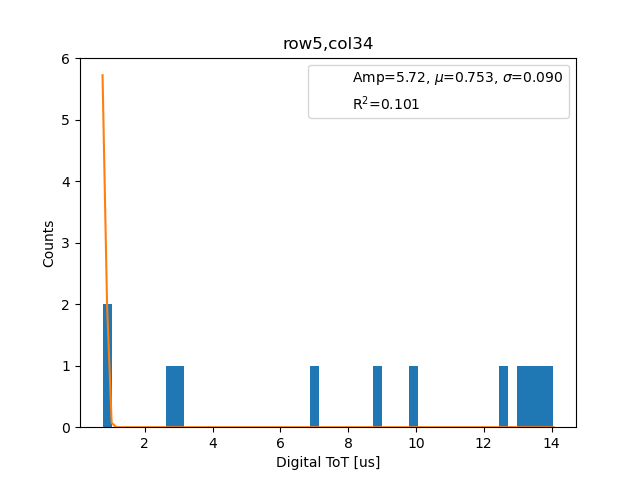 row5,col34
Amp=5.72, μ=0.753, σ=0.090
R²=0.101
Counts
6
5
4
3
2
1
0
2 4 6 8 10 12 14
Digital ToT [us]